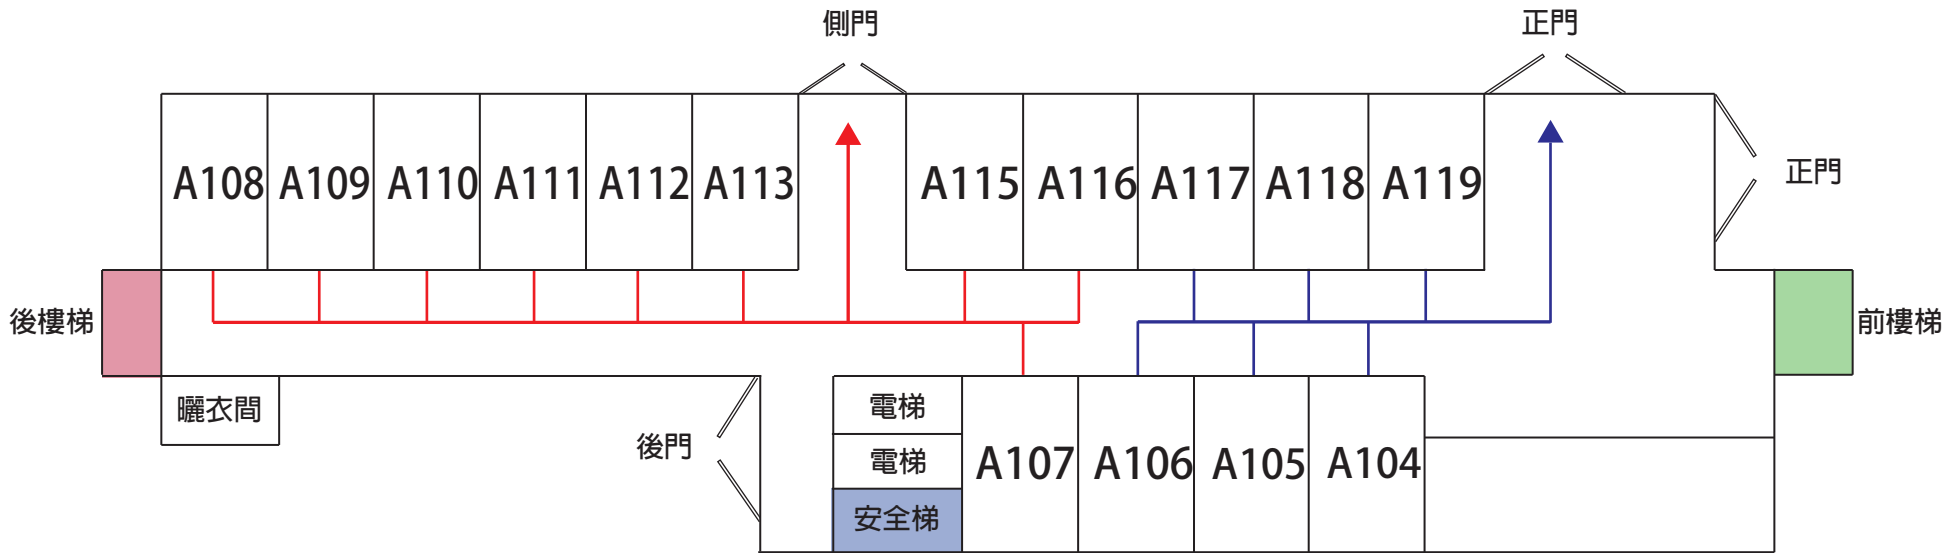 側門
正門
A108
A109
A110
A111
A112
A113
A115
A116
A117
A118
A119
正門
後樓梯
前樓梯
曬衣間
後門
電梯
電梯
安全梯
A107
A106
A105
A104